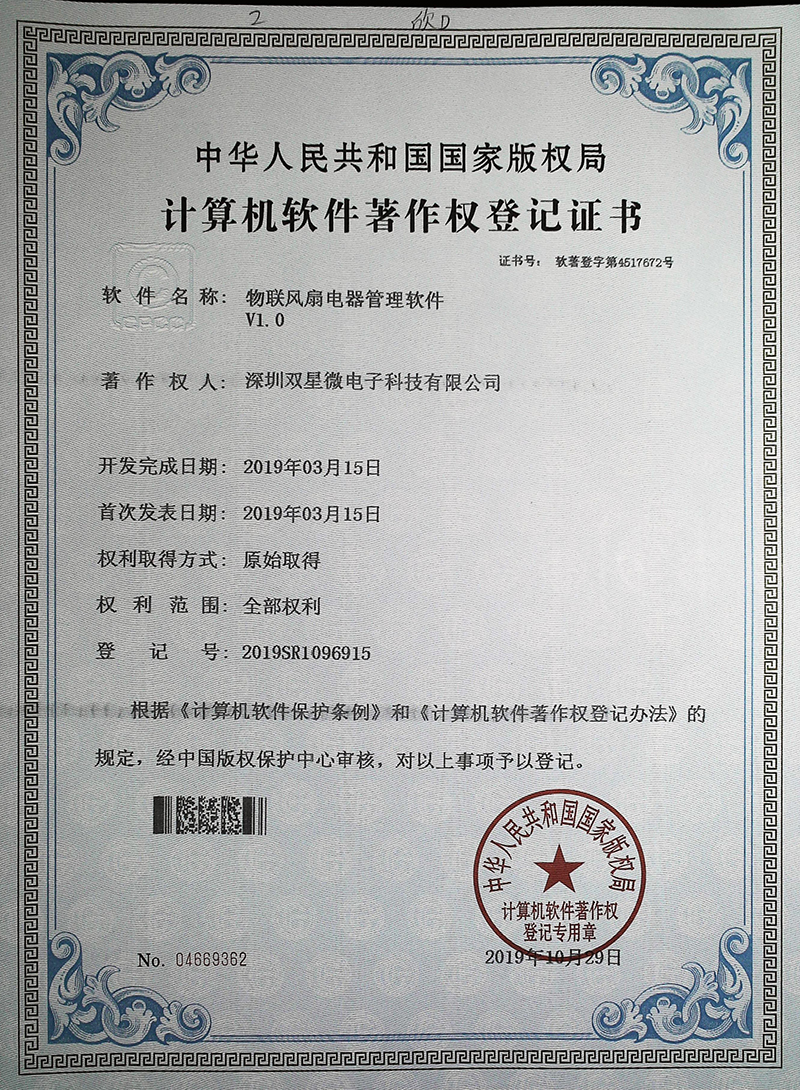 2
中华人民共和国国家版权局
计算机软件著作权登记证书
证书号： 软著登字第4517672号
CPCC
软件名称： 物联风扇电器管理软件
V1.0
著作权人： 深圳双星微电子科技有限公司
开发完成日期： 2019年03月15日
首次发表日期： 2019年03月15日
权利取得方式： 原始取得
权利范围： 全部权利
登记号： 2019SR1096915
根据《计算机软件保护条例》和《计算机软件著作权登记办法》的
规定，经中国版权保护中心审核，对以上事项予以登记。
中华人民共和国国家版权局
计算机软件著作权
登记专用章
No. 04669362
2019年10月29日